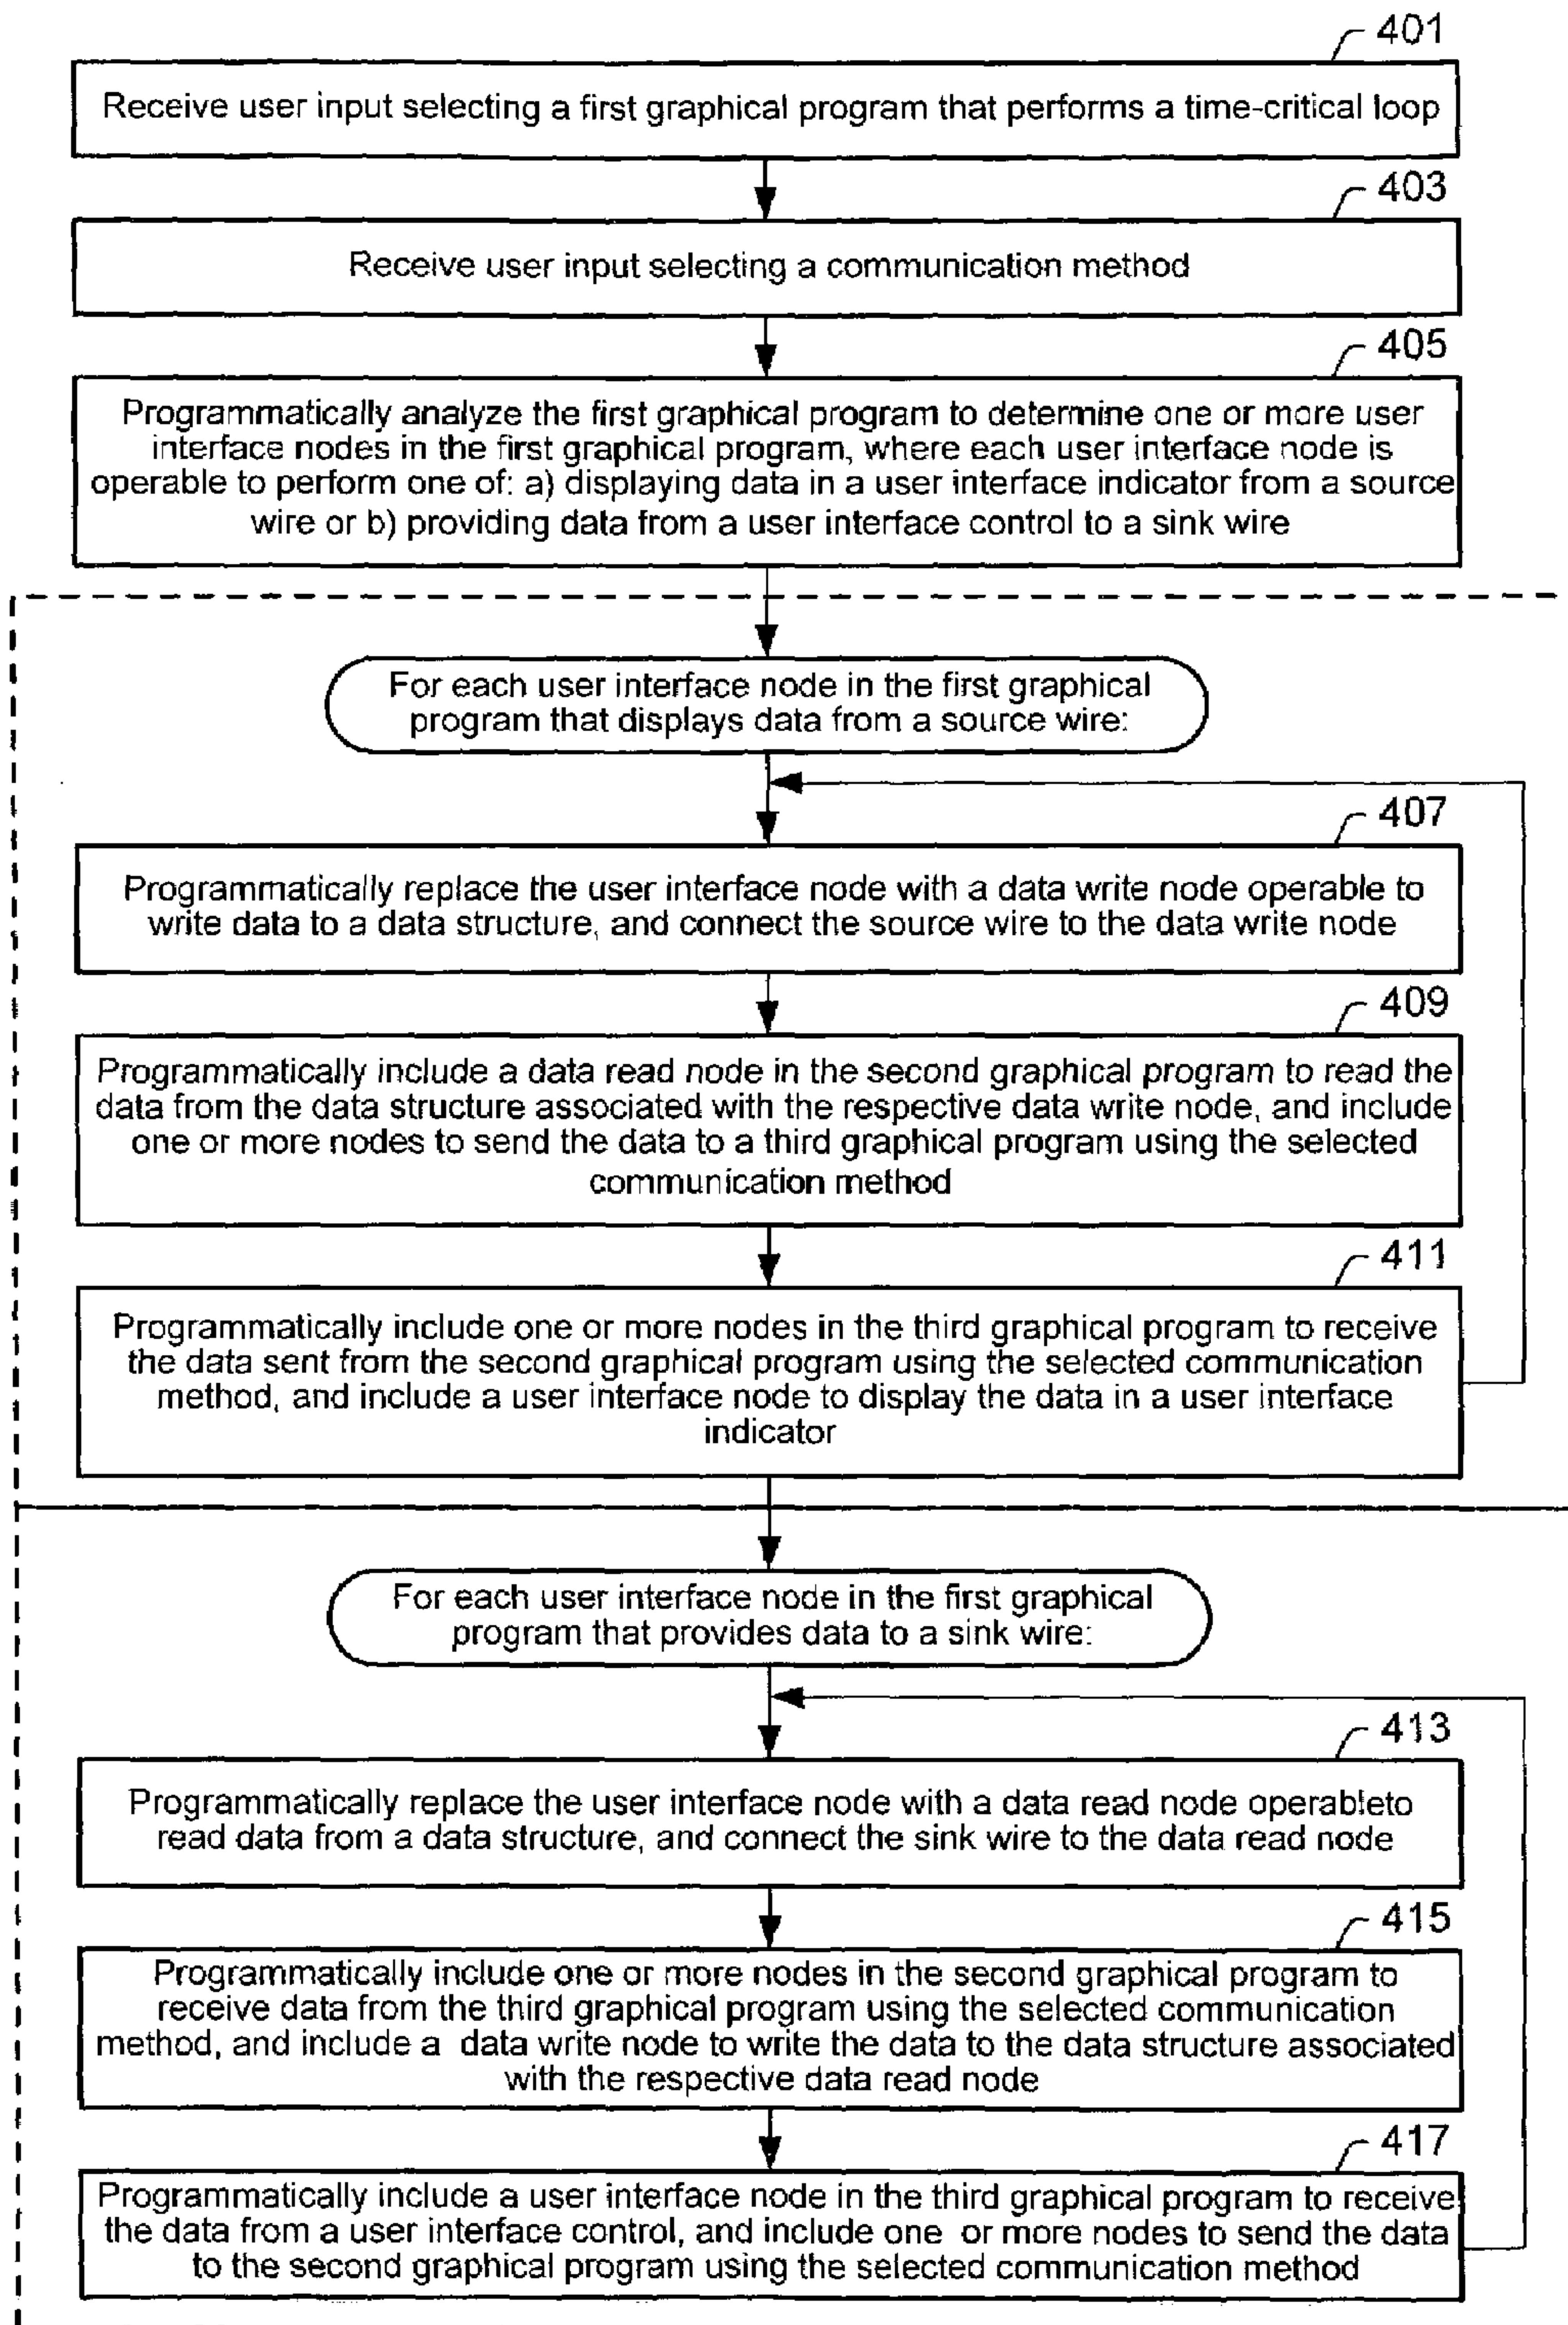 401
Receive user input selecting a first graphical program that performs a time-critical loop
403
Receive user input selecting a communication method
405
Programmatically analyze the first graphical program to determine one or more user
interface nodes in the first graphical program, where each user interface node is
operable to perform one of: a) displaying data in a user interface indicator from a source
wire or b) providing data from a user interface control to a sink wire
For each user interface node in the first graphical
program that displays data from a source wire:
407
Programmatically replace the user interface node with a data write node operable to
write data to a data structure, and connect the source wire to the data write node
409
Programmatically include a data read node in the second graphical program to read the
data from the data structure associated with the respective data write node, and include
one or more nodes to send the data to a third graphical program using the selected
communication method
411
Programmatically include one or more nodes in the third graphical program to receive
the data sent from the second graphical program using the selected communication
method, and include a user interface node to display the data in a user interface
indicator
For each user interface node in the first graphical
program that provides data to a sink wire:
413
Programmatically replace the user interface node with a data read node operableto
read data from a data structure, and connect the sink wire to the data read node
415
Programmatically include one or more nodes in the second graphical program to
receive data from the third graphical program using the selected communication
method, and include a data write node to write the data to the data structure associated
with the respective data read node
417
Programmatically include a user interface node in the third graphical program to receive
the data from a user interface control, and include one or more nodes to send the data
to the second graphical program using the selected communication method